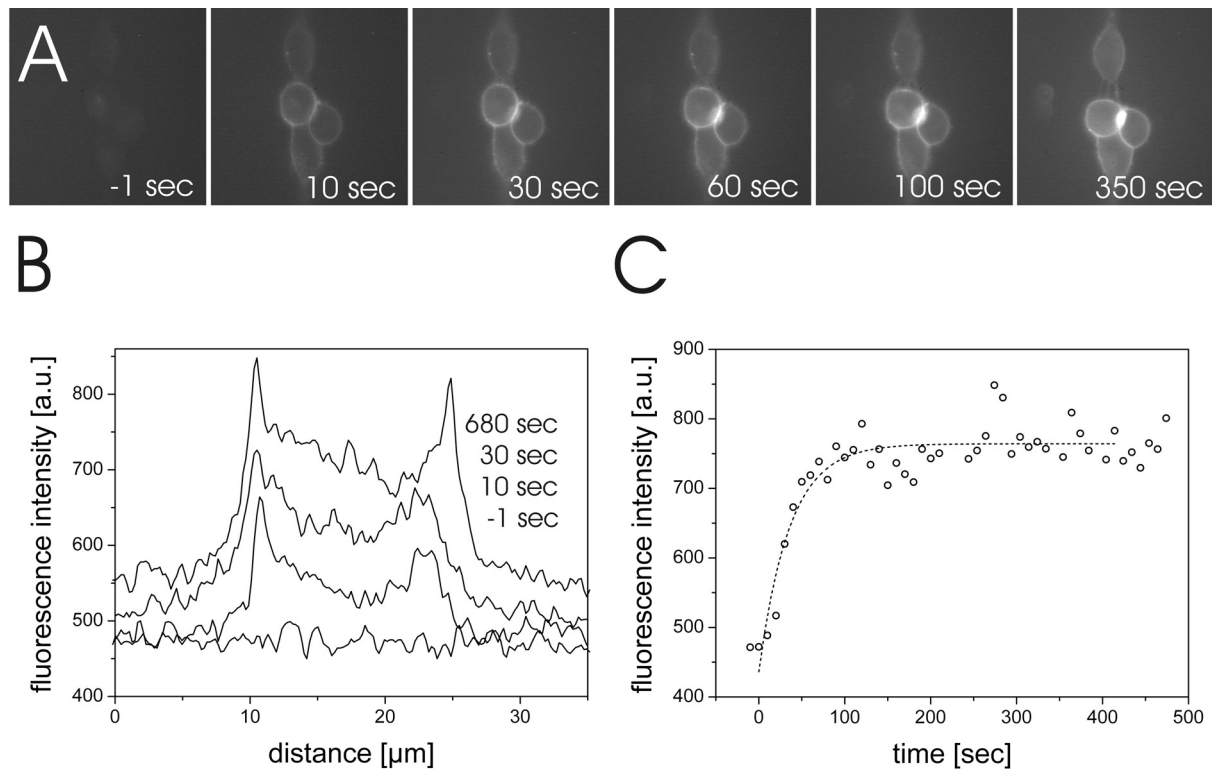 A
-1 sec
10 sec
30 sec
60 sec
100 sec
350 sec
B
fluorescence intensity [a.u.]
800
700
600
500
400
0
10
20
30
distance [µm]
680 sec
30 sec
10 sec
-1 sec
C
fluorescence intensity [a.u.]
900
800
700
600
500
400
0
100
200
300
400
500
time [sec]